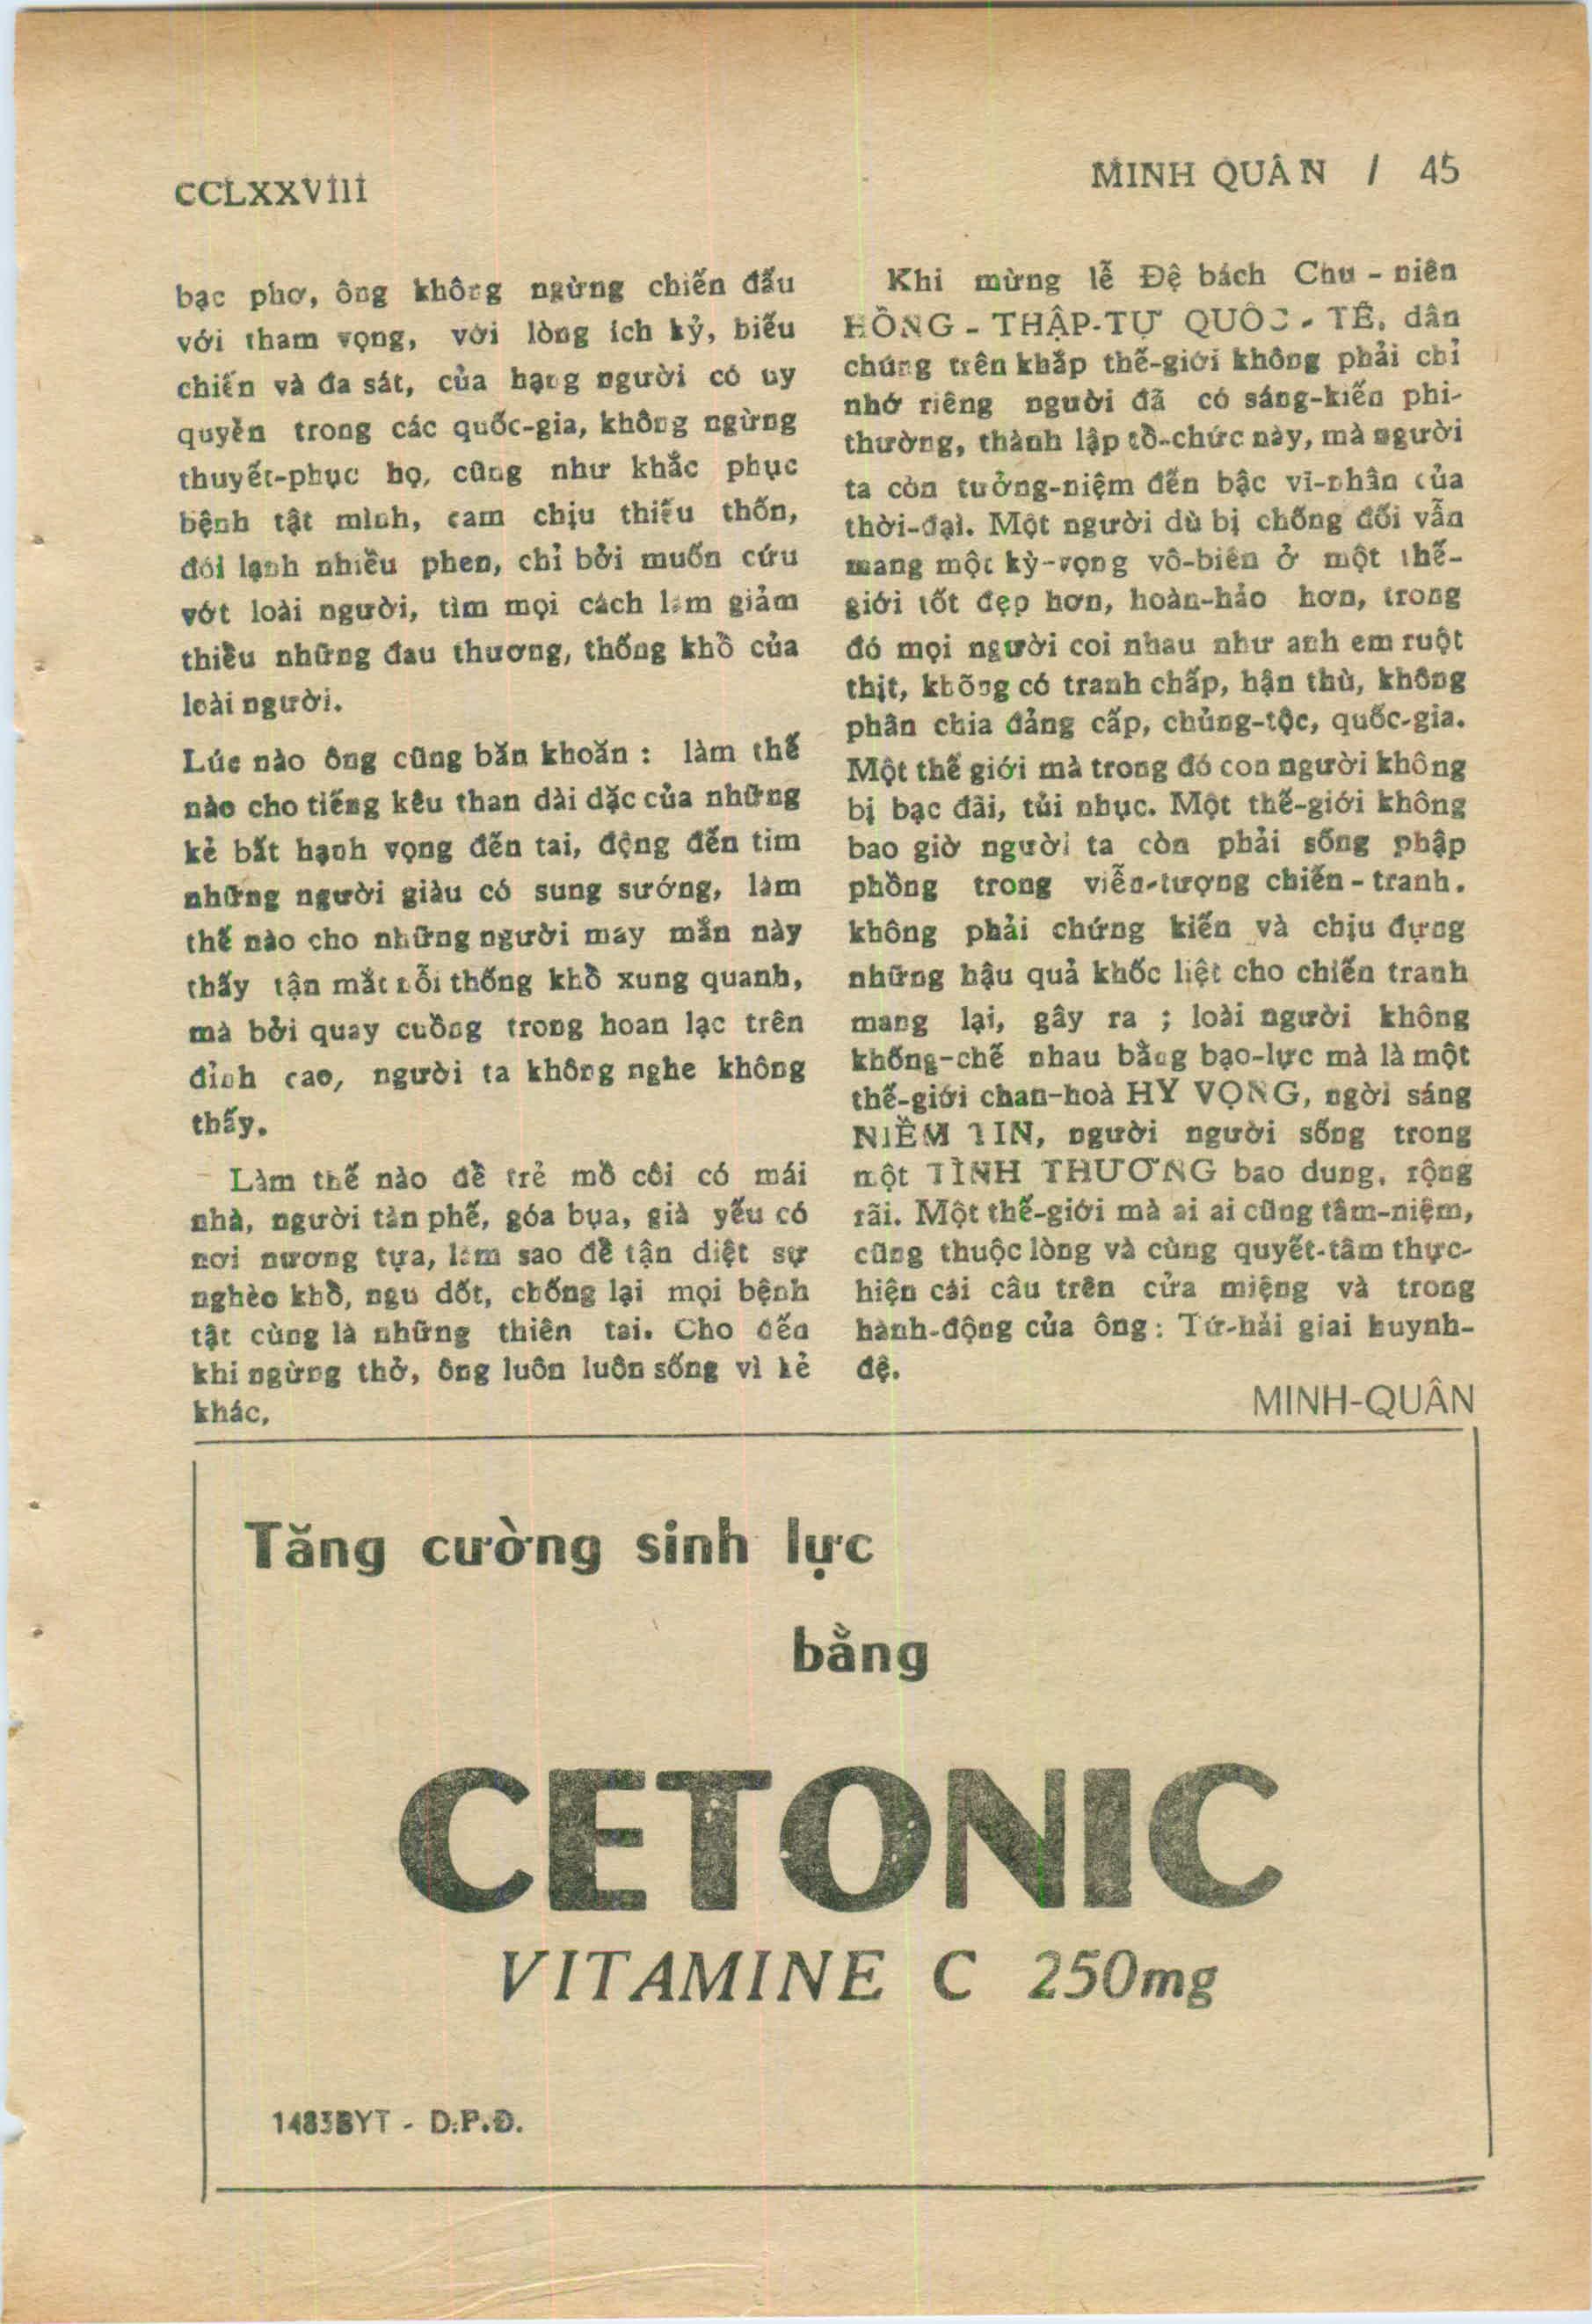 CCLXXVIII
MINH QUÂN / 45
bạc phơ, ông không ngừng chiến đấu
với tham vọng, với lòng ích kỷ, hiếu
chiến và đa sát, của hạng người có uy
quyền trong các quốc-gia, không ngừng
thuyết-phục họ, cũng như khắc phục
bệnh tật mình, cam chịu thiếu thốn,
đói lạnh nhiều phen, chỉ bởi muốn cứu
vớt loài người, tìm mọi cách làm giảm
thiểu những đau thương, thống khổ của
loài người.
Lúc nào ông cũng băn khoăn : làm thế
nào cho tiếng kêu than dài dặc của những
kẻ bất hạnh vọng đến tai, động đến tim
những người giàu có sung sướng, làm
thế nào cho những người may mắn này
thấy tận mắt nỗi thống khổ xung quanh,
mà bởi quay cuồng trong hoan lạc trên
đỉnh cao, người ta không nghe không
thấy.
Làm thế nào để trẻ mồ côi có mái
nhà, người tàn phế, góa bụa, già yếu có
nơi nương tựa, làm sao để tận diệt sự
nghèo khổ, ngu dốt, chống lại mọi bệnh
tật cùng là những thiên tai. Cho đến
khi ngừng thở, ông luôn luôn sống vì kẻ
khác,
Khi mừng lễ Đệ bách Chu - niên
HỒNG - THẬP-TỰ QUỐC - TẾ, dân
chúng trên khắp thế-giới không phải chỉ
nhớ riêng người đã có sáng-kiến phi-
thường, thành lập tổ-chức này, mà người
ta còn tưởng-niệm đến bậc vĩ-nhân của
thời-đại. Một người dù bị chống đối vẫn
mang một kỳ-vọng vô-biên ở một thế-
giới tốt đẹp hơn, hoàn-hảo hơn, trong
đó mọi người coi nhau như anh em ruột
thịt, không có tranh chấp, hận thù, không
phân chia đảng cấp, chủng-tộc, quốc-gia.
Một thế giới mà trong đó con người không
bị bạc đãi, tủi nhục. Một thế-giới không
bao giờ người ta còn phải sống phập
phồng trong viễn-tượng chiến - tranh.
không phải chứng kiến và chịu đựng
những hậu quả khốc liệt cho chiến tranh
mang lại, gây ra ; loài người không
khống-chế nhau bằng bạo-lực mà là một
thế-giới chan-hoà HY VỌNG, ngời sáng
NIỀM TIN, người người sống trong
một TÌNH THƯƠNG bao dung, rộng
rãi. Một thế-giới mà ai ai cũng tâm-niệm,
cũng thuộc lòng và cùng quyết-tâm thực-
hiện cái câu trên cửa miệng và trong
hành-động của ông : Tứ-hải giai huynh-
đệ.
MINH-QUÂN
Tăng cường sinh lực
bằng
CETONIC
VITAMINE C 250mg
1483BYT - D.P.Đ.